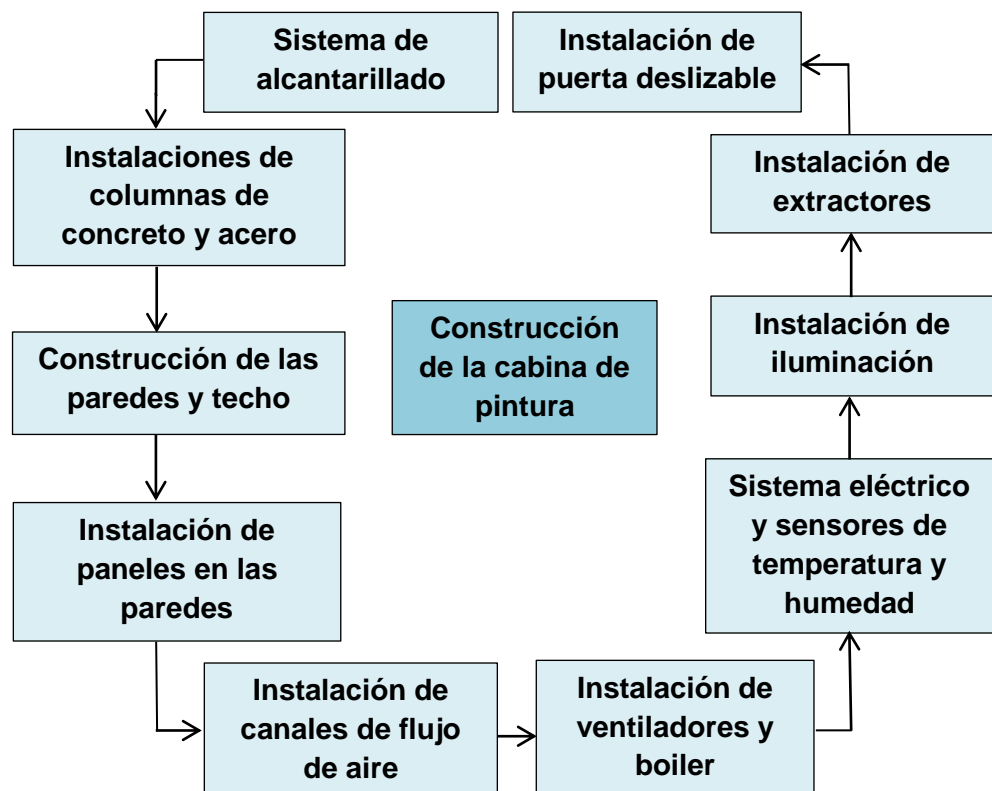 Sistema de
alcantarillado
Instalaciones de
columnas de
concreto y acero
Construcción de las
paredes y techo
Instalación de
paneles en las
paredes
Instalación de
canales de flujo
de aire
Instalación de
ventiladores y
boiler
Sistema eléctrico
y sensores de
temperatura y
humedad
Instalación de
iluminación
Instalación de
extractores
Instalación de
puerta deslizable
Construcción
de la cabina de
pintura